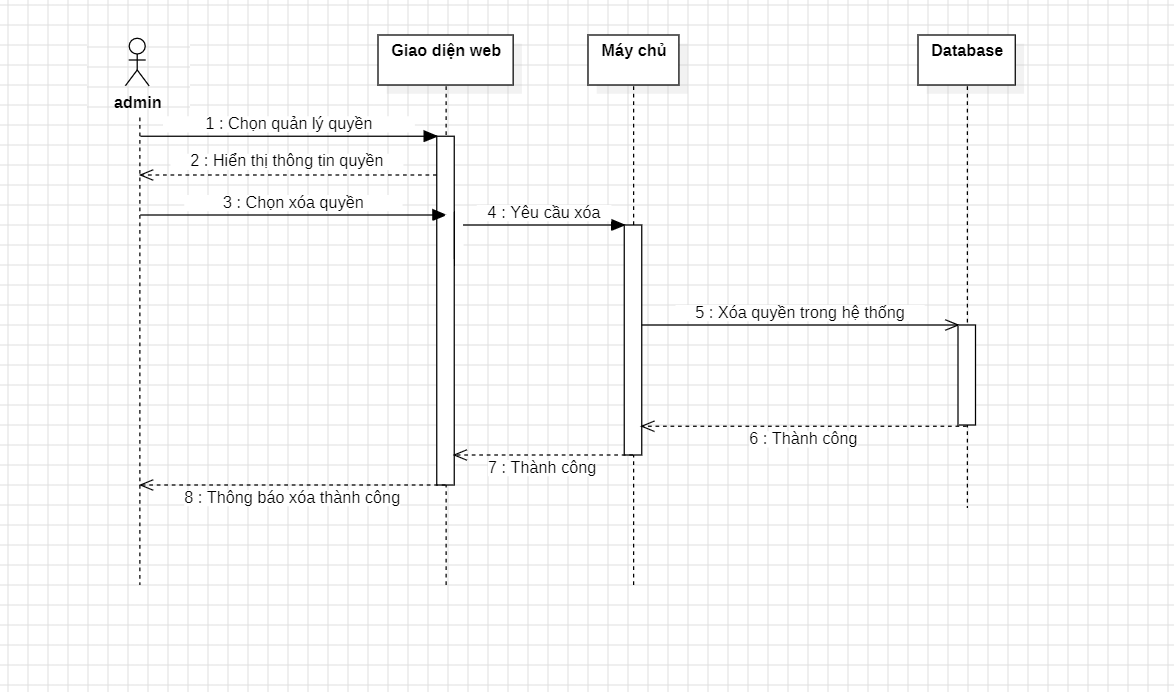 Giao diện web
Máy chủ
Database
admin
1 : Chọn quản lý quyền
2 : Hiển thị thông tin quyền
3 : Chọn xóa quyền
4 : Yêu cầu xóa
5 : Xóa quyền trong hệ thống
6 : Thành công
7 : Thành công
8 : Thông báo xóa thành công